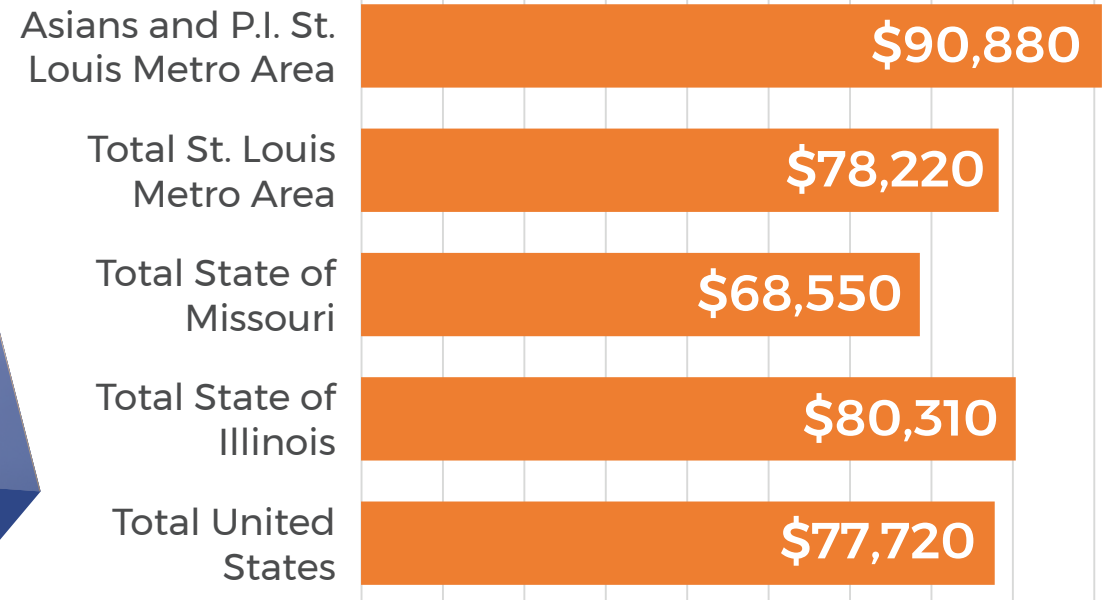 Asians and P.I. St.
Louis Metro Area
$90,880
Total St. Louis
Metro Area
$78,220
Total State of
Missouri
$68,550
Total State of
Illinois
$80,310
Total United
States
$77,720